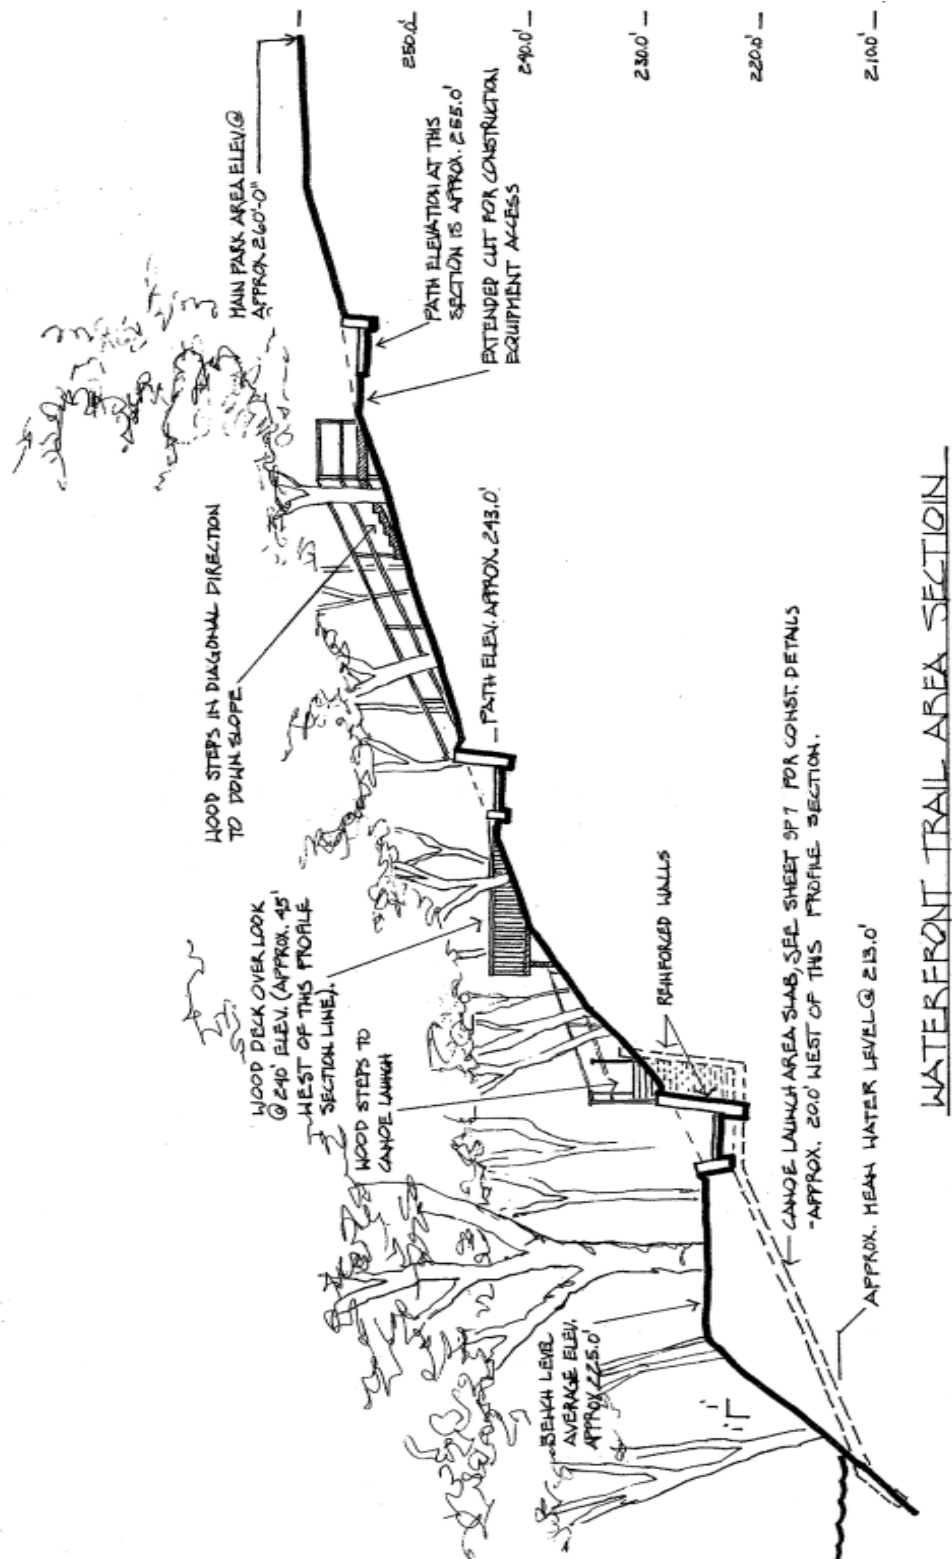 MAIN PARK AREA ELEV. @
APPROX. 260'-0"
250.0'
240.0'
230.0'
220.0'
210.0'
PATH ELEVATION AT THIS
SECTION IS APPROX. 255.0'
EXTENDED CUT FOR CONSTRUCTION
EQUIPMENT ACCESS
WOOD STEPS IN DIAGONAL DIRECTION
TO DOWN SLOPE
PATH ELEV. APPROX. 243.0'
WOOD DECK OVERLOOK
@ 240' ELEV. (APPROX. 45'
WEST OF THIS PROFILE
SECTION LINE).
WOOD STEPS TO
CANOE LAUNCH
REINFORCED WALLS
CANOE LAUNCH AREA SLAB, SEE SHEET SP7 FOR CONST. DETAILS
-APPROX. 20.0' WEST OF THIS PROFILE SECTION.
BENCH LEVEL
AVERAGE ELEV.
APPROX. 225.0'
APPROX. MEAN WATER LEVEL @ 213.0'
WATERFRONT TRAIL AREA SECTION